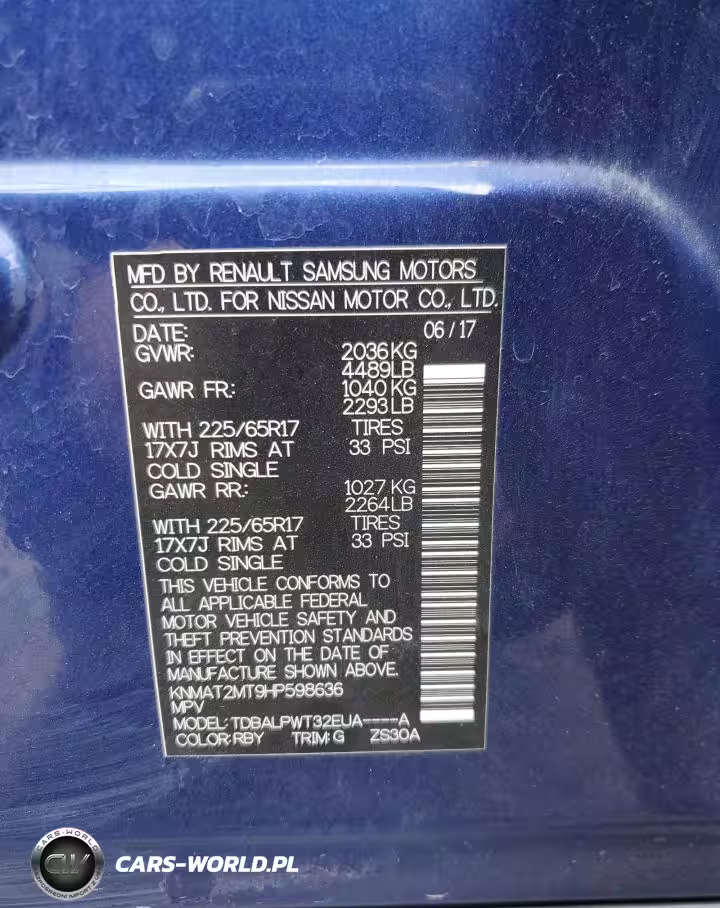 MFD BY RENAULT SAMSUNG MOTORS
CO., LTD. FOR NISSAN MOTOR CO., LTD.
DATE: 06/17
GVWR: 2036KG
4489LB
GAWR FR: 1040KG
2293LB
WITH 225/65R17 TIRES
17X7J RIMS AT 33 PSI
COLD SINGLE
GAWR RR: 1027KG
2264LB
WITH 225/65R17 TIRES
17X7J RIMS AT 33 PSI
COLD SINGLE
THIS VEHICLE CONFORMS TO
ALL APPLICABLE FEDERAL
MOTOR VEHICLE SAFETY AND
THEFT PREVENTION STANDARDS
IN EFFECT ON THE DATE OF
MANUFACTURE SHOWN ABOVE.
KNMAT2MT9HP598636
MPV
MODEL: TDBALPWT32EUA----A
COLOR:RBY TRIM: G ZS30A
CARS-WORLD
CW
CARS-WORLD.PL